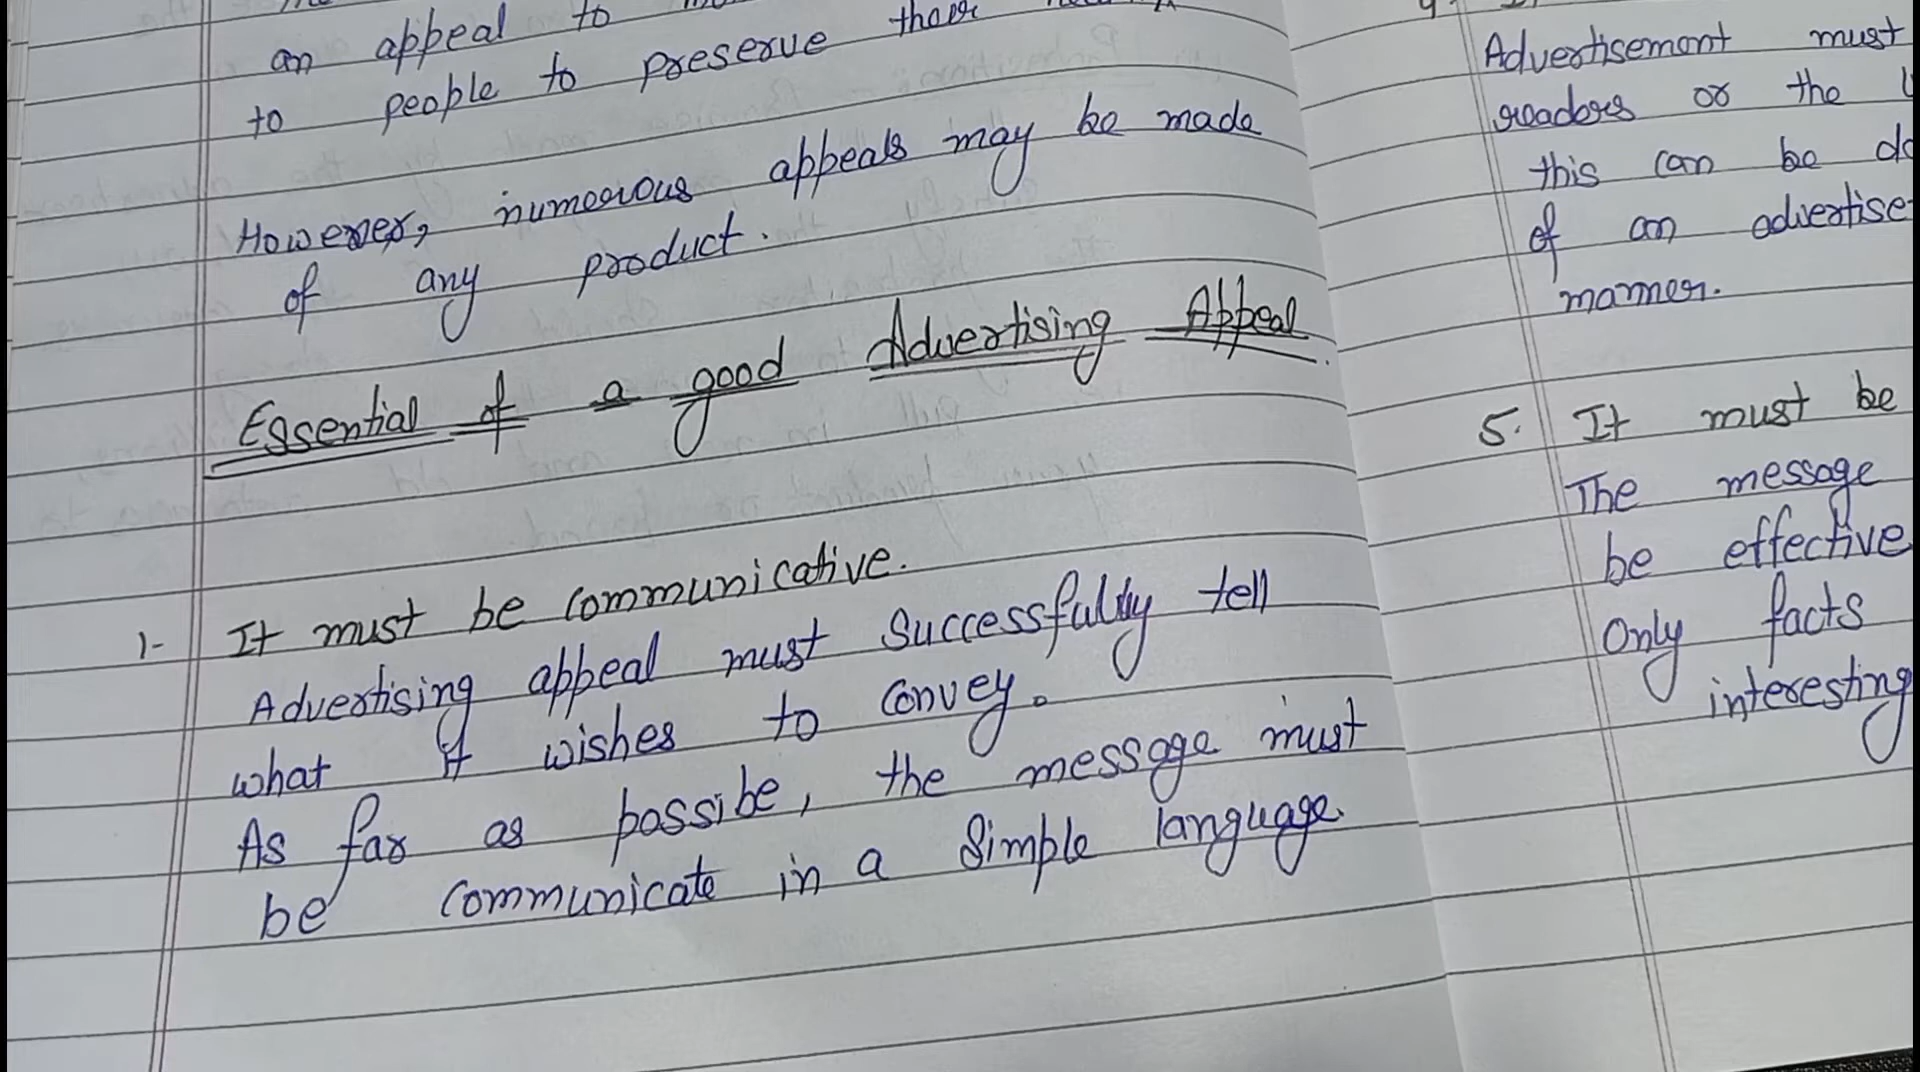 an appeal to
to people to preserve their
However, numerous appeals may be made
of any product.
Essential of a good Advertising Appeal.
1- It must be communicative.
Advertising appeal must successfully tell
what it wishes to convey.
As far as possibe, the message must
be communicate in a simple language.
Advertisement must
readers or the
this can be
of an advertise
manner.
5. It must be
The message
be effective
only facts
interesting